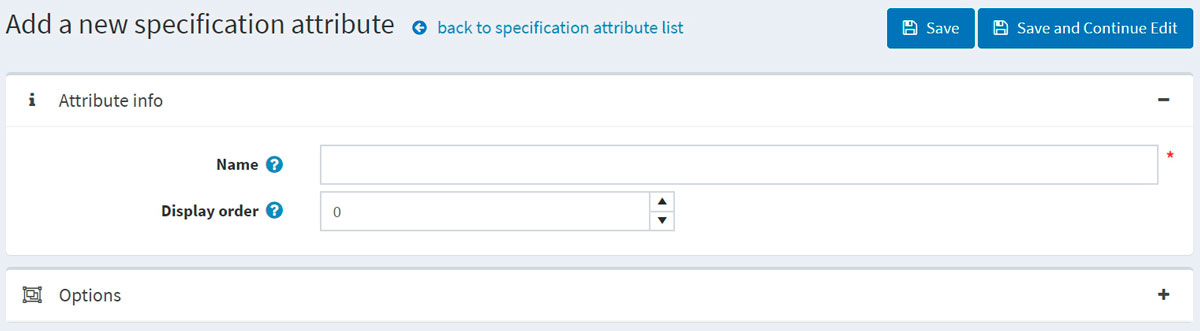 Add a new specification attribute back to specification attribute list Save Save and Continue Edit
Attribute info
Name *
Display order 0
Options